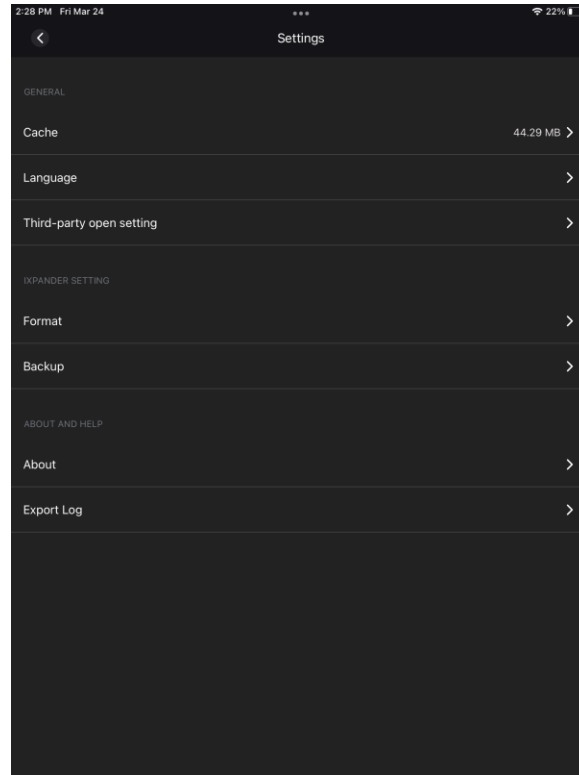 2:28 PM Fri Mar 24 22%
Settings
GENERAL
Cache 44.29 MB
Language
Third-party open setting
IXPANDER SETTING
Format
Backup
ABOUT AND HELP
About
Export Log